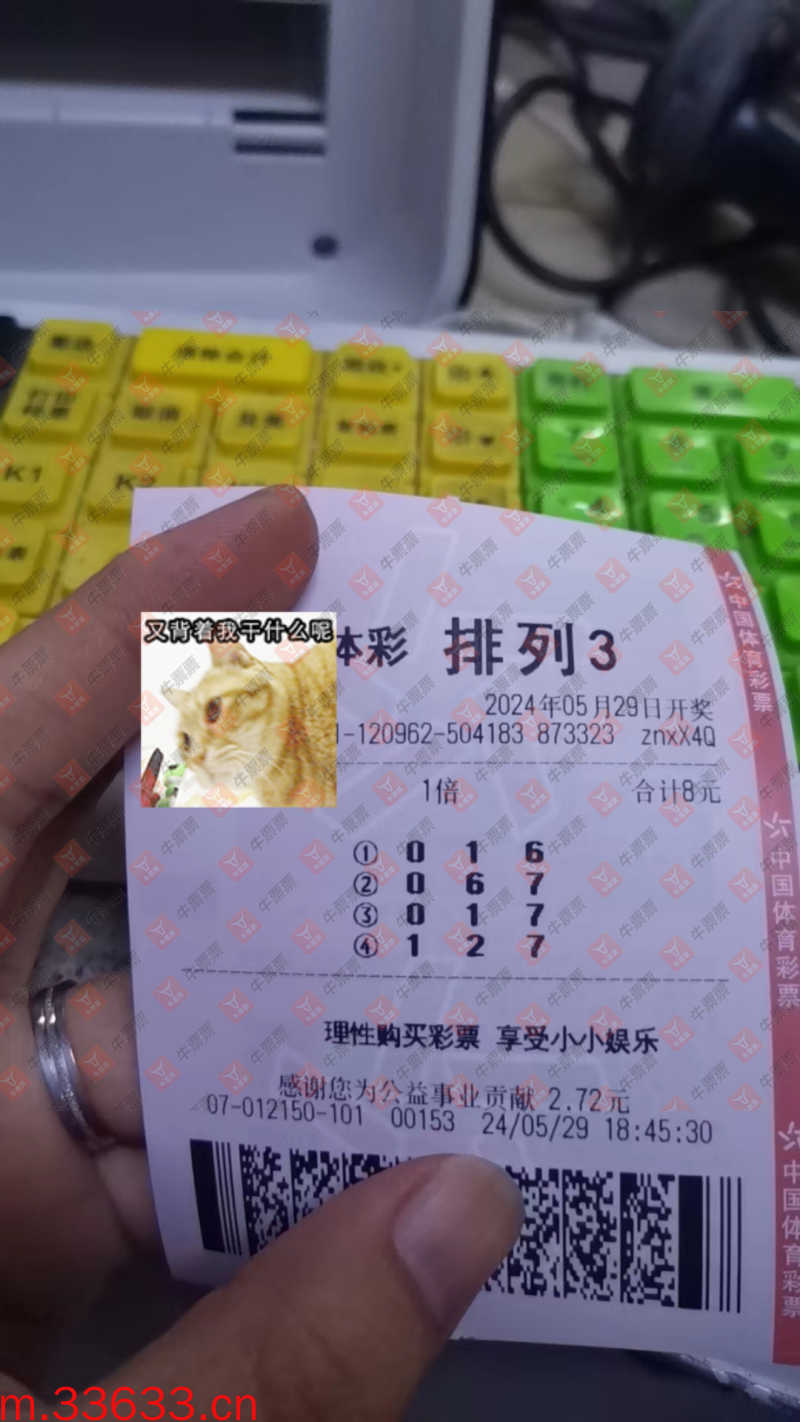 K1
又背着我干什么呢
体彩 排列3
2024年05月29日开奖
1-120962-504183 873323 znxX4Q
1倍 合计8元
① 0 1 6
② 0 6 7
③ 0 1 7
④ 1 2 7
理性购买彩票 享受小小娱乐
感谢您为公益事业贡献 2.72元
07-012150-101 00153 24/05/29 18:45:30
中国体育彩票
中国体育彩票
中国体育彩票
牛票票
m.33633.cn